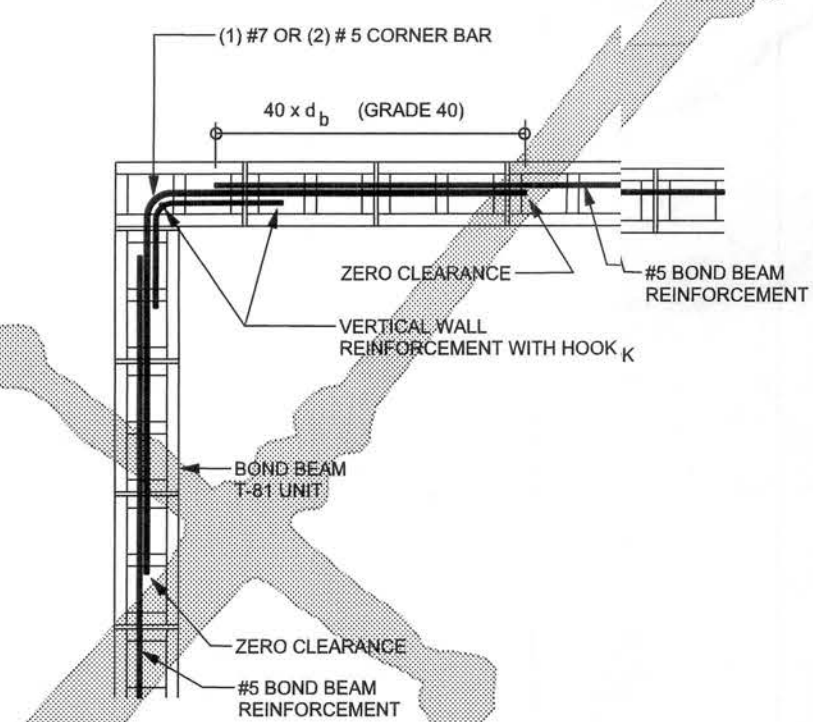 (1) #7 OR (2) # 5 CORNER BAR
40 x d b (GRADE 40)
ZERO CLEARANCE
#5 BOND BEAM
REINFORCEMENT
VERTICAL WALL
REINFORCEMENT WITH HOOK K
BOND BEAM
T-81 UNIT
ZERO CLEARANCE
#5 BOND BEAM
REINFORCEMENT